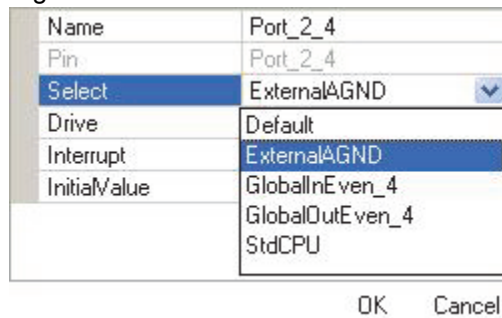 Name Port_2_4
Pin Port_2_4
Select ExternalAGND
Drive Default
Interrupt ExternalAGND
InitialValue GlobalInEven_4
GlobalOutEven_4
StdCPU
OK Cancel